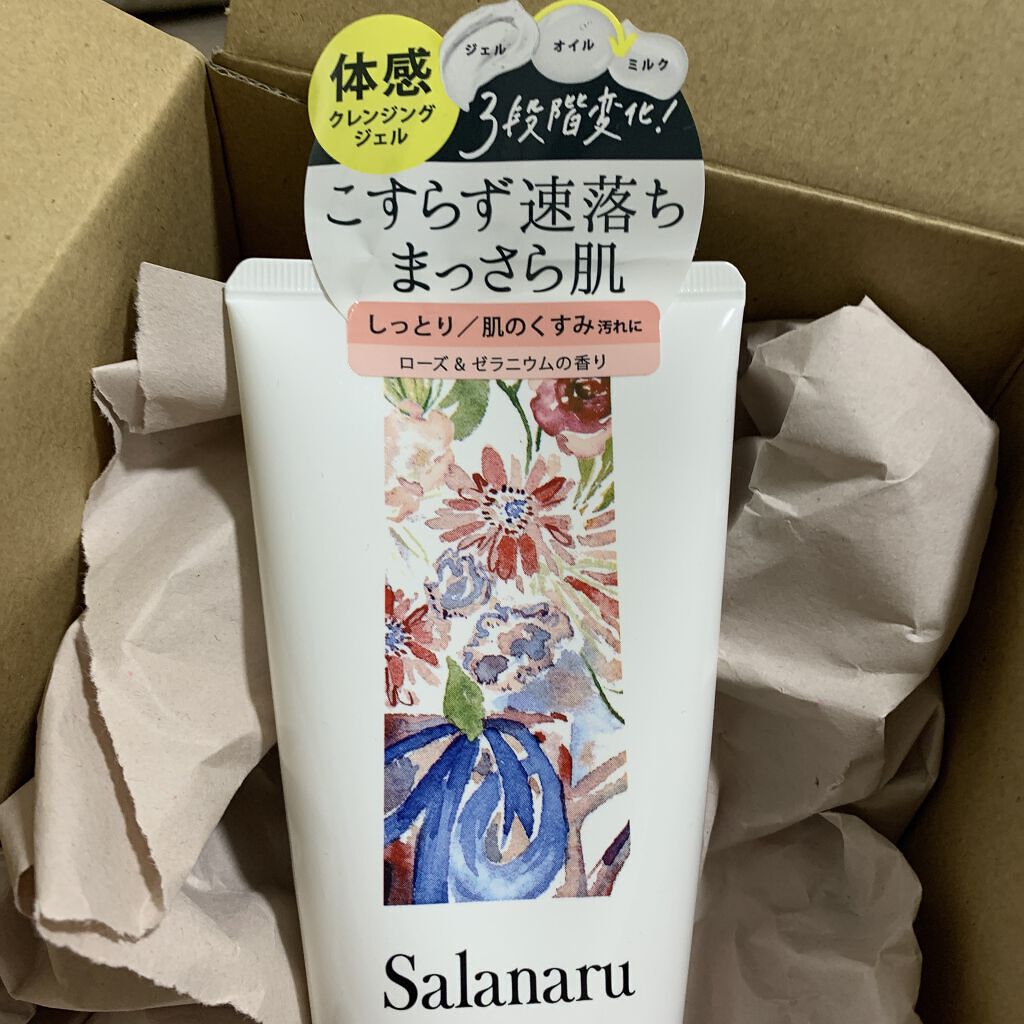 体感
クレンジング
ジェル
ジェル
オイル
ミルク
3段階変化!
こすらず速落ち
まっさら肌
しっとり/肌のくすみ汚れに
ローズ&ゼラニウムの香り
Salanaru